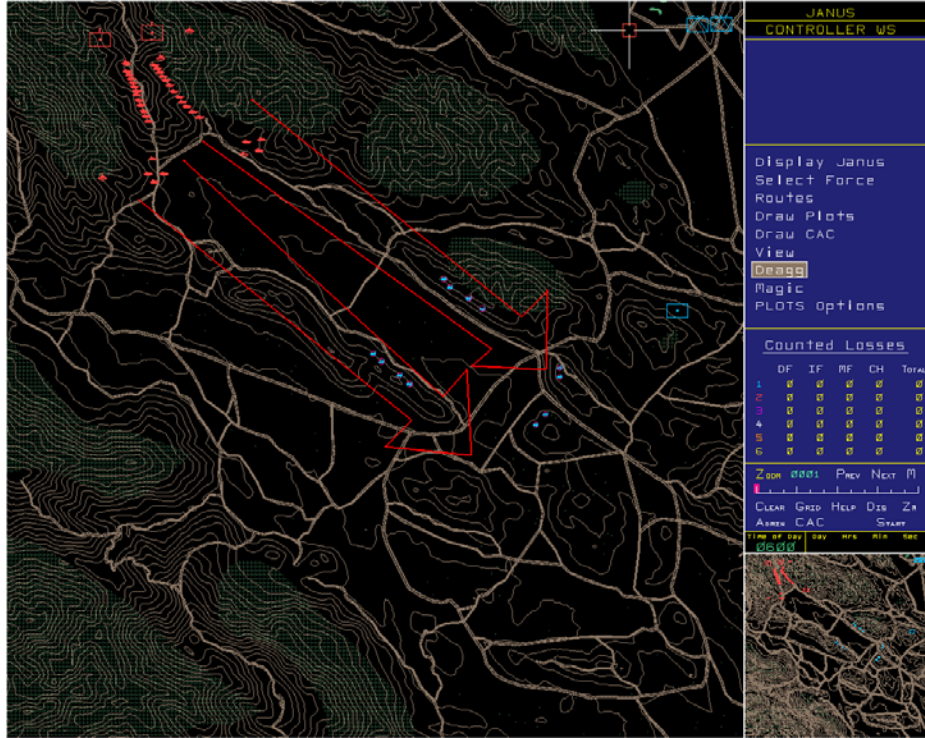 JANUS
CONTROLLER WS
Display Janus
Select Force
Routes
Draw Plots
Draw CAC
View
Deagg
Magic
PLOTS Options
Counted Losses
DF IF MF CH Total
1 0 0 0 0 0
2 0 0 0 0 0
3 0 0 0 0 0
4 0 0 0 0 0
5 0 0 0 0 0
6 0 0 0 0 0
Zoom 0001 Prev Next M
Clear Grid Help Dis Zm
Admin CAC Start
Time of Day Day Hrs Min Sec
0600